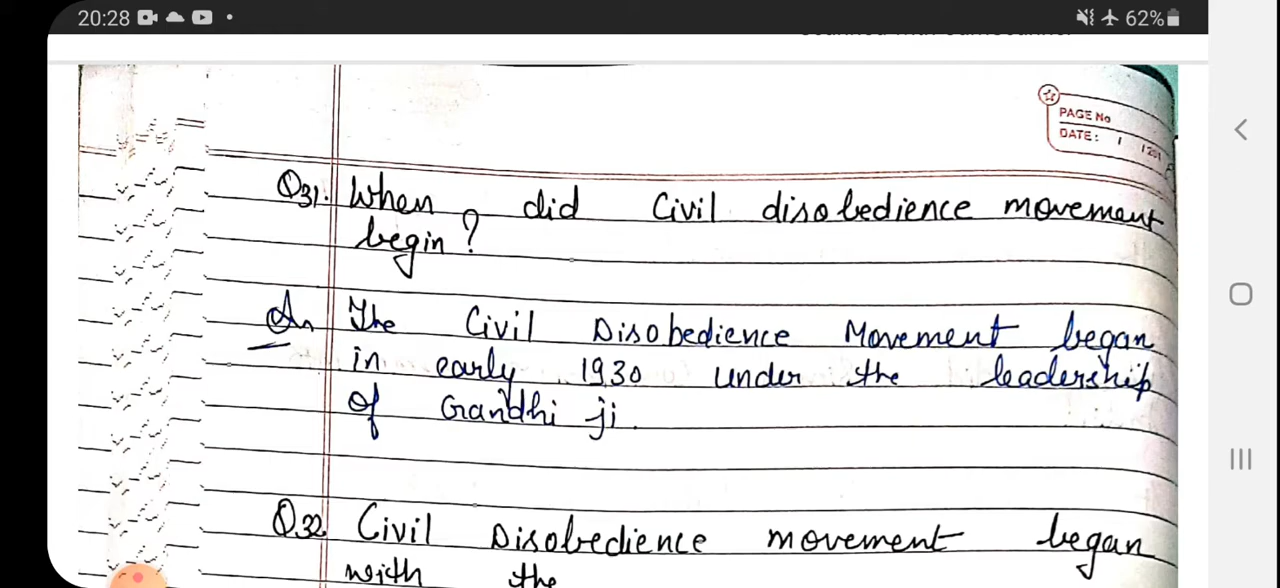 20:28
62%
PAGE No
DATE:
Q31. When did Civil disobedience movement
begin?
An The Civil Disobedience Movement began
in early 1930 under the leadership
of Gandhi ji.
Q32 Civil Disobedience movement began
with the